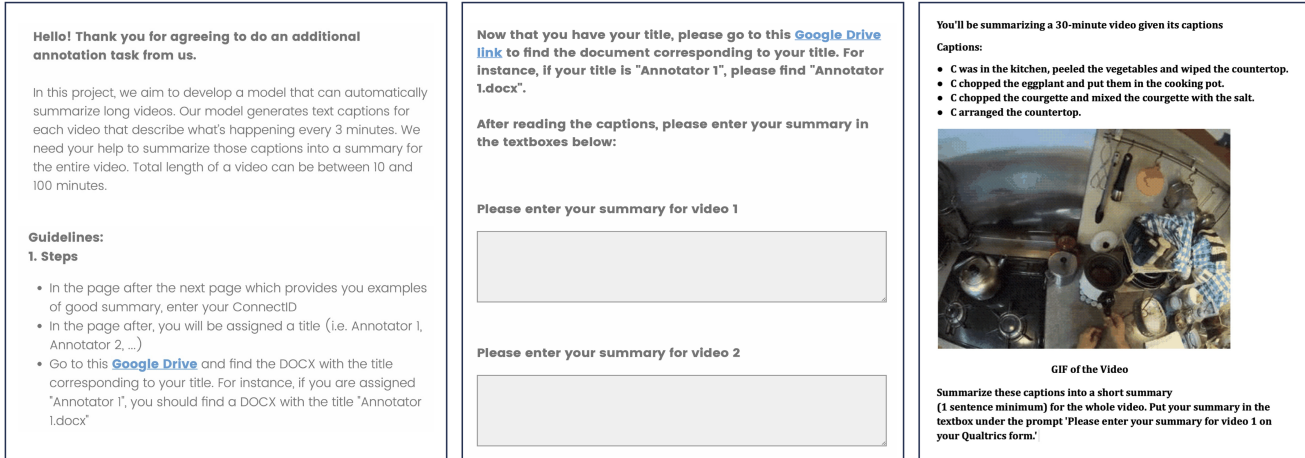 Hello! Thank you for agreeing to do an additional
annotation task from us.
In this project, we aim to develop a model that can automatically
summarize long videos. Our model generates text captions for
each video that describe what's happening every 3 minutes. We
need your help to summarize those captions into a summary for
the entire video. Total length of a video can be between 10 and
100 minutes.
Guidelines:
1. Steps
• In the page after the next page which provides you examples
of good summary, enter your ConnectID
• In the page after, you will be assigned a title (i.e. Annotator 1,
Annotator 2, ...)
• Go to this Google Drive and find the DOCX with the title
corresponding to your title. For instance, if you are assigned
"Annotator 1", you should find a DOCX with the title "Annotator
1.docx"
Now that you have your title, please go to this Google Drive
link to find the document corresponding to your title. For
instance, if your title is "Annotator 1", please find "Annotator
1.docx".
After reading the captions, please enter your summary in
the textboxes below:
Please enter your summary for video 1
Please enter your summary for video 2
You'll be summarizing a 30-minute video given its captions
Captions:
● C was in the kitchen, peeled the vegetables and wiped the countertop.
● C chopped the eggplant and put them in the cooking pot.
● C chopped the courgette and mixed the courgette with the salt.
● C arranged the countertop.
GIF of the Video
Summarize these captions into a short summary
(1 sentence minimum) for the whole video. Put your summary in the
textbox under the prompt 'Please enter your summary for video 1 on
your Qualtrics form.'